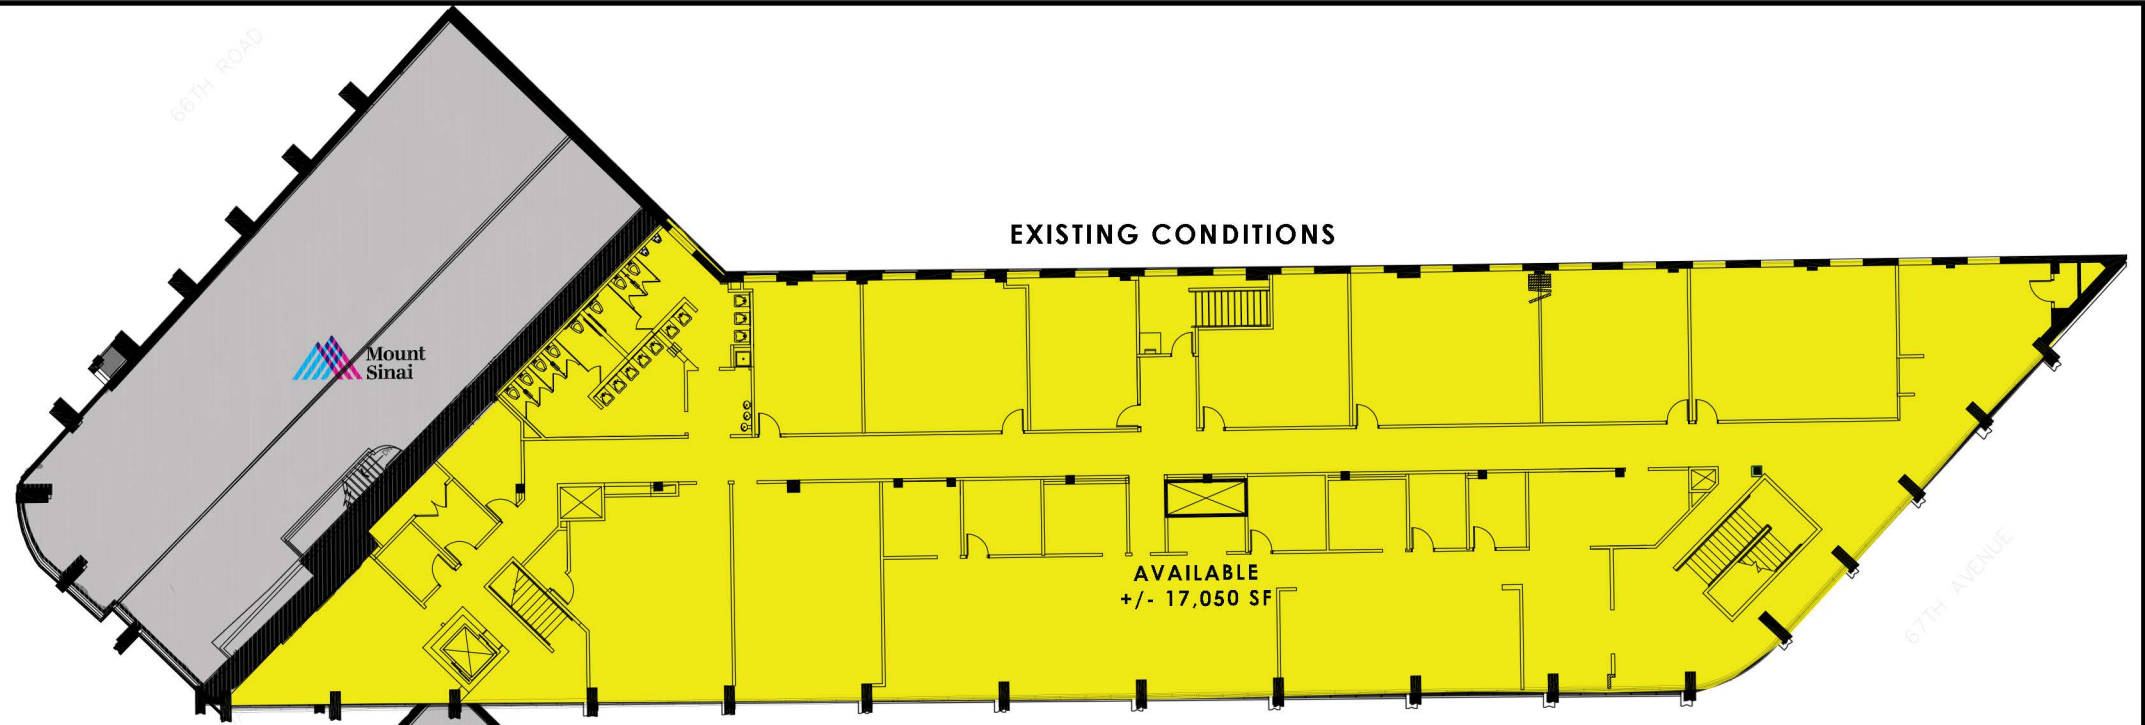 66TH ROAD
EXISTING CONDITIONS
Mount
Sinai
AVAILABLE
+/- 17,050 SF
67TH AVENUE